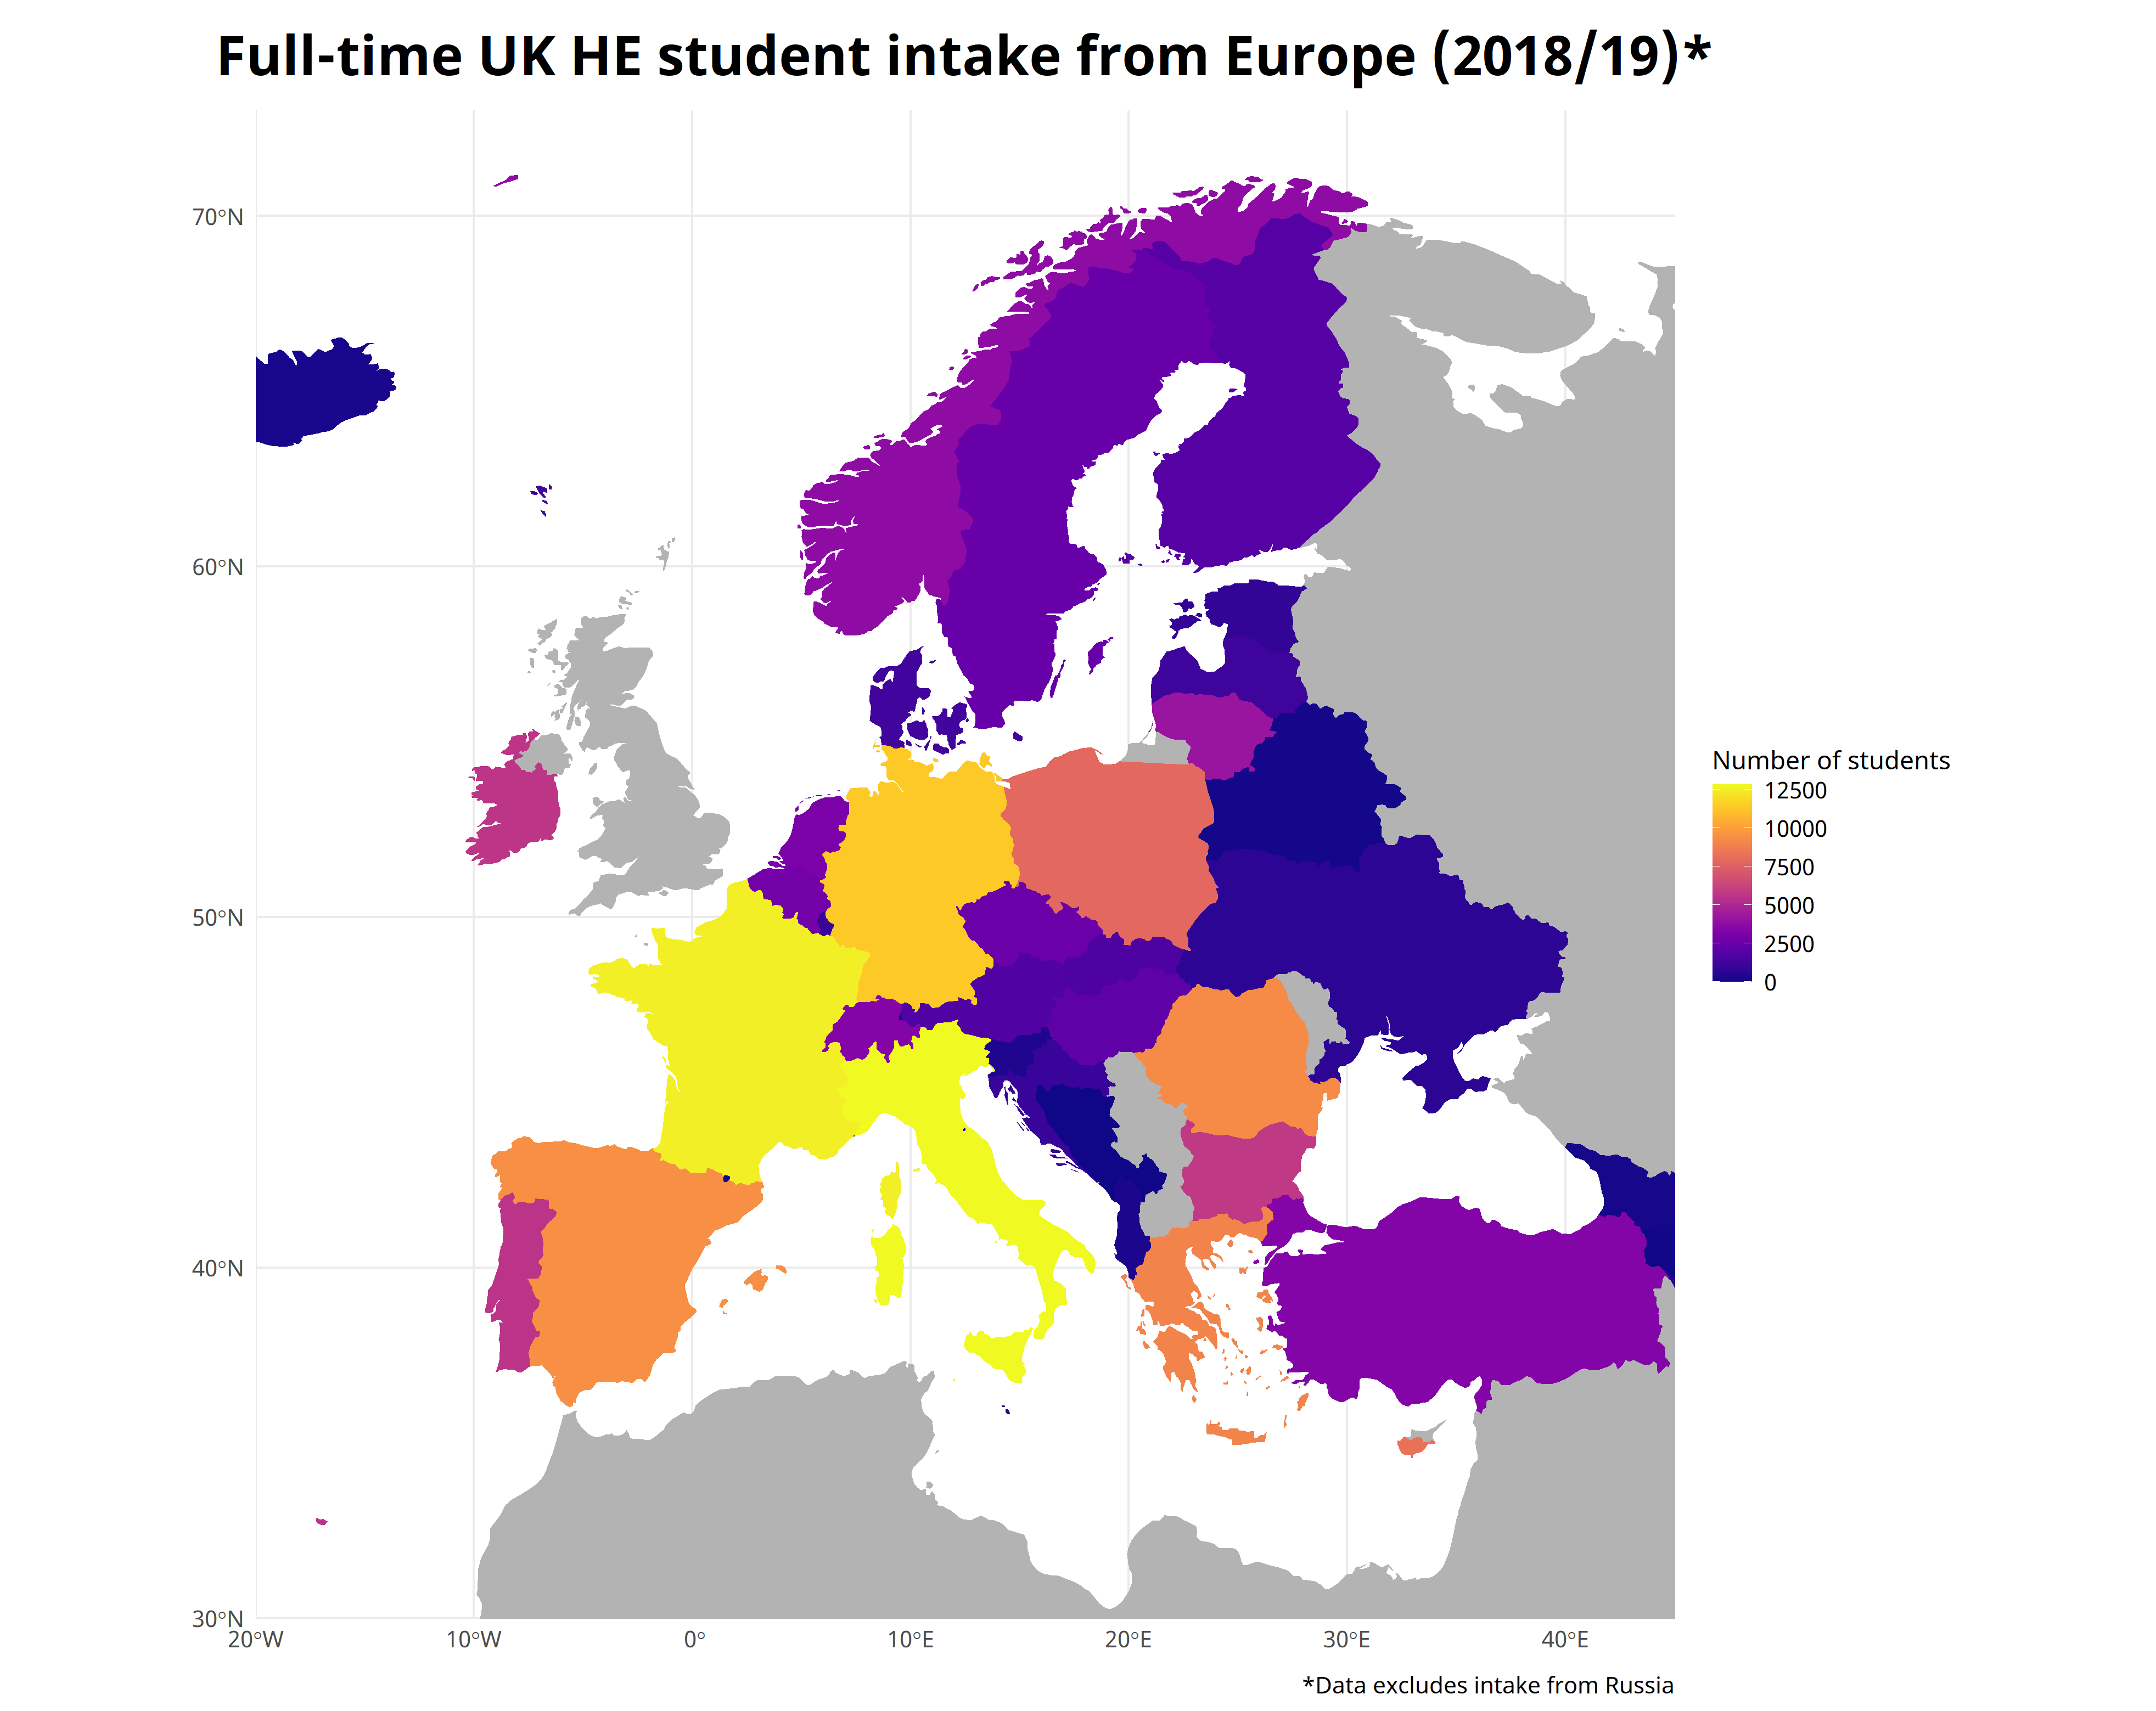 Full-time UK HE student intake from Europe (2018/19)*
70°N
60°N
50°N
40°N
30°N
20°W
10°W
0°
10°E
20°E
30°E
40°E
Number of students
12500
10000
7500
5000
2500
0
*Data excludes intake from Russia